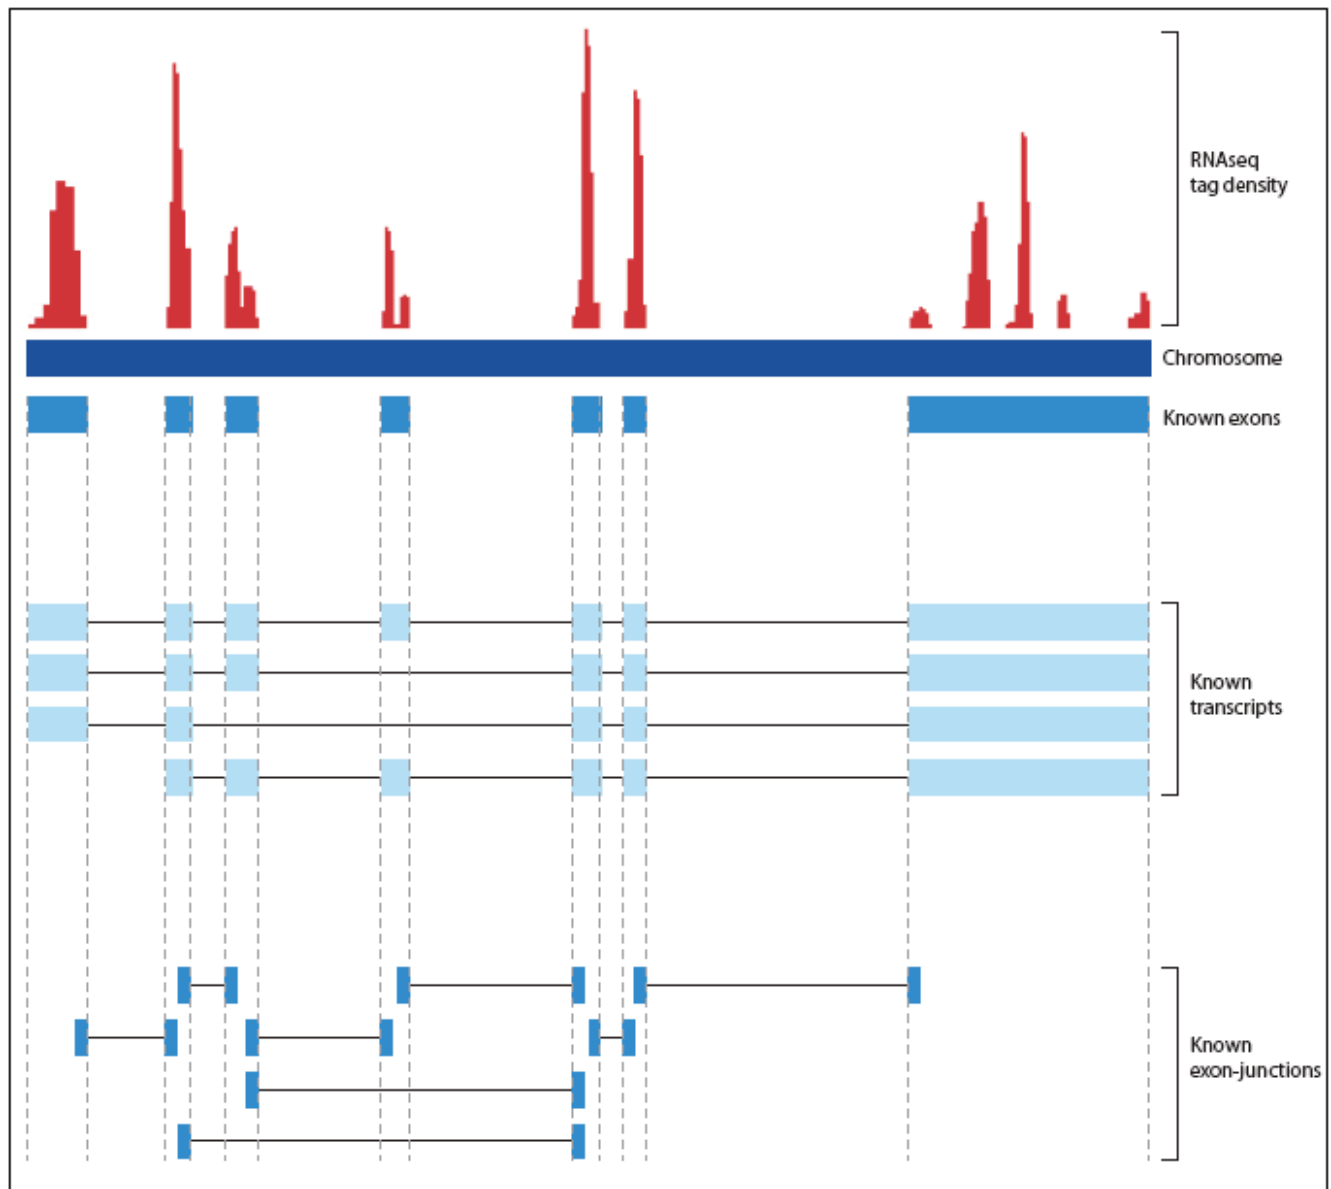 RNAseq
tag density
Chromosome
Known exons
Known
transcripts
Known
exon-junctions